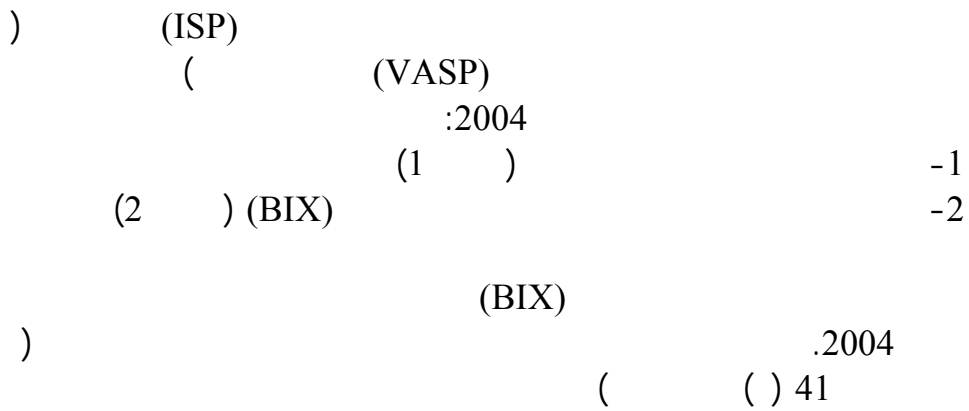 ) (ISP)
( (VASP)
:2004
(1 ) -1
(2 ) (BIX) -2
(BIX)
) .2004
( ( ) 41